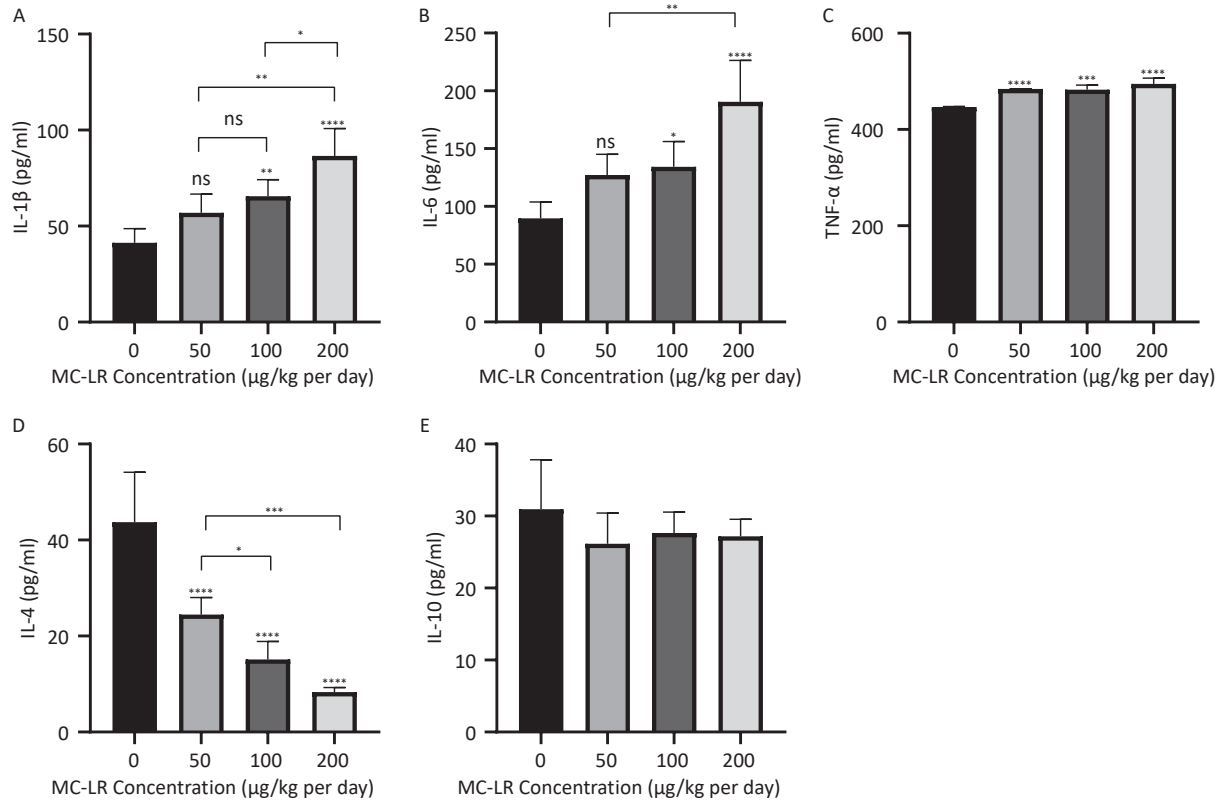 A
IL-1β (pg/ml)
150
100
50
0
*
**
ns
ns
**
****
0 50 100 200
MC-LR Concentration (μg/kg per day)
B
IL-6 (pg/ml)
250
200
150
100
50
0
**
ns
*
****
0 50 100 200
MC-LR Concentration (μg/kg per day)
C
TNF-α (pg/ml)
600
400
200
0
**** *** ****
0 50 100 200
MC-LR Concentration (μg/kg per day)
D
IL-4 (pg/ml)
60
40
20
0
***
*
****
****
****
0 50 100 200
MC-LR Concentration (μg/kg per day)
E
IL-10 (pg/ml)
40
30
20
10
0
0 50 100 200
MC-LR Concentration (μg/kg per day)